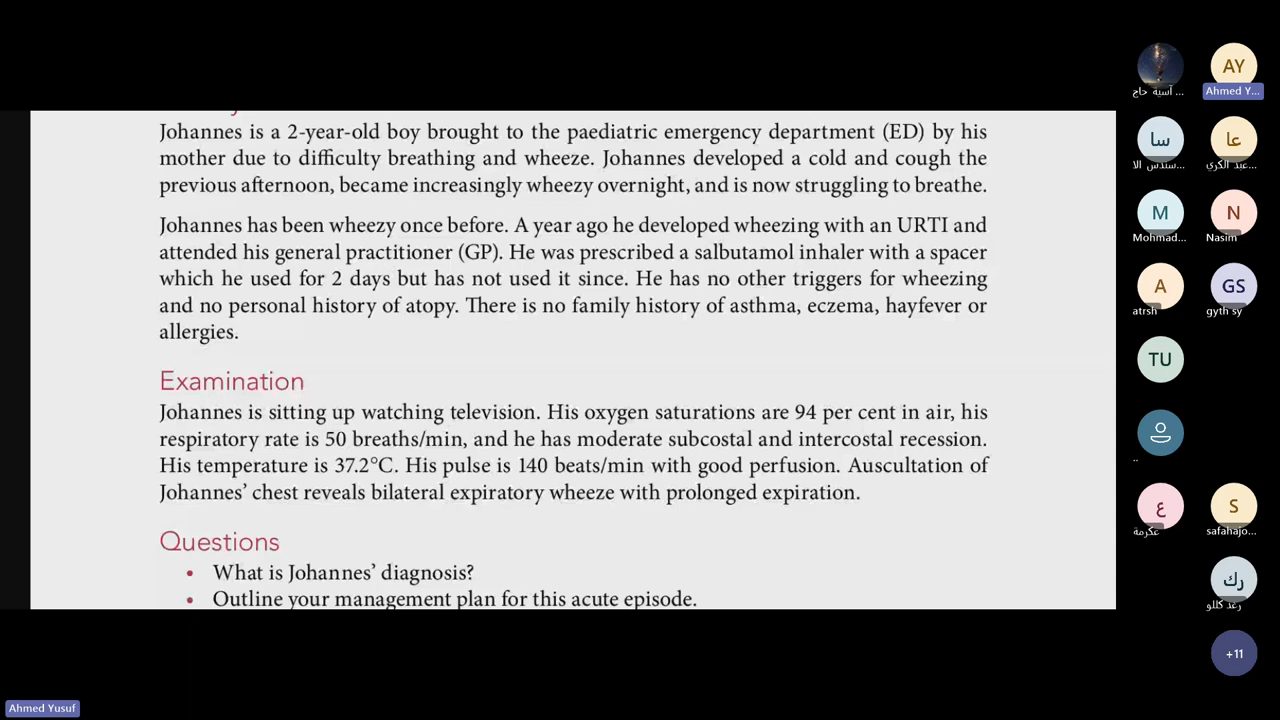 Johannes is a 2-year-old boy brought to the paediatric emergency department (ED) by his
mother due to difficulty breathing and wheeze. Johannes developed a cold and cough the
previous afternoon, became increasingly wheezy overnight, and is now struggling to breathe.
Johannes has been wheezy once before. A year ago he developed wheezing with an URTI and
attended his general practitioner (GP). He was prescribed a salbutamol inhaler with a spacer
which he used for 2 days but has not used it since. He has no other triggers for wheezing
and no personal history of atopy. There is no family history of asthma, eczema, hayfever or
allergies.
Examination
Johannes is sitting up watching television. His oxygen saturations are 94 per cent in air, his
respiratory rate is 50 breaths/min, and he has moderate subcostal and intercostal recession.
His temperature is 37.2°C. His pulse is 140 beats/min with good perfusion. Auscultation of
Johannes' chest reveals bilateral expiratory wheeze with prolonged expiration.
Questions
• What is Johannes' diagnosis?
• Outline your management plan for this acute episode.
AY
آسية حاج ...
Ahmed Y...
سا
عا
عبد الكري...
M
N
Mohmad...
Nasim
A
GS
atrsh
gyth sy
TU
..
ع
S
عكرمة
safahajo...
رك
رغد كللو
+11
Ahmed Yusuf